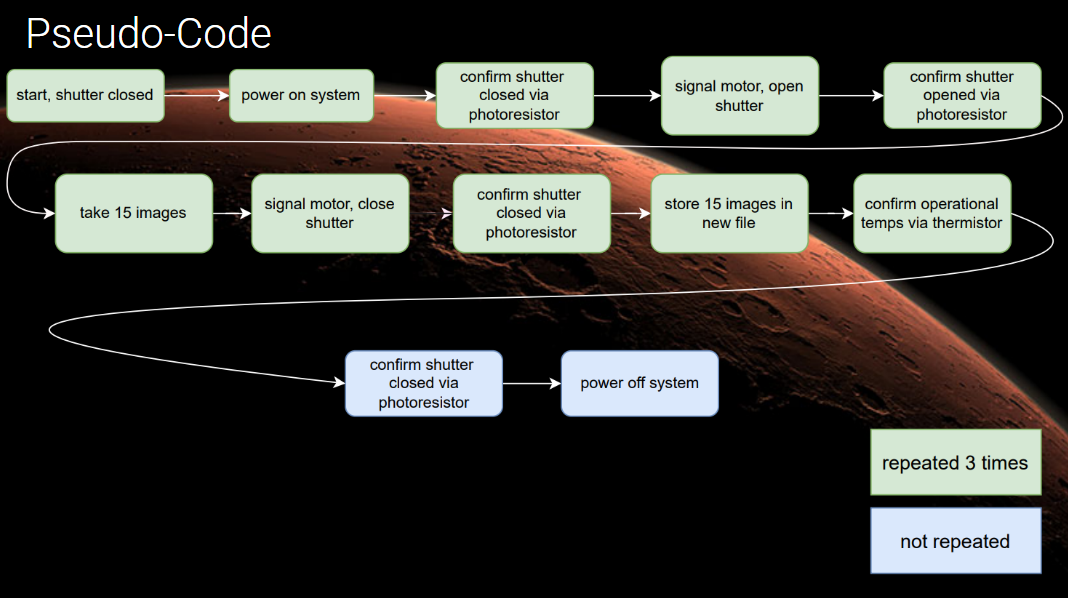 Pseudo-Code
start, shutter closed
power on system
confirm shutter
closed via
photoresistor
signal motor, open
shutter
confirm shutter
opened via
photoresistor
take 15 images
signal motor, close
shutter
confirm shutter
closed via
photoresistor
store 15 images in
new file
confirm operational
temps via thermistor
confirm shutter
closed via
photoresistor
power off system
repeated 3 times
not repeated